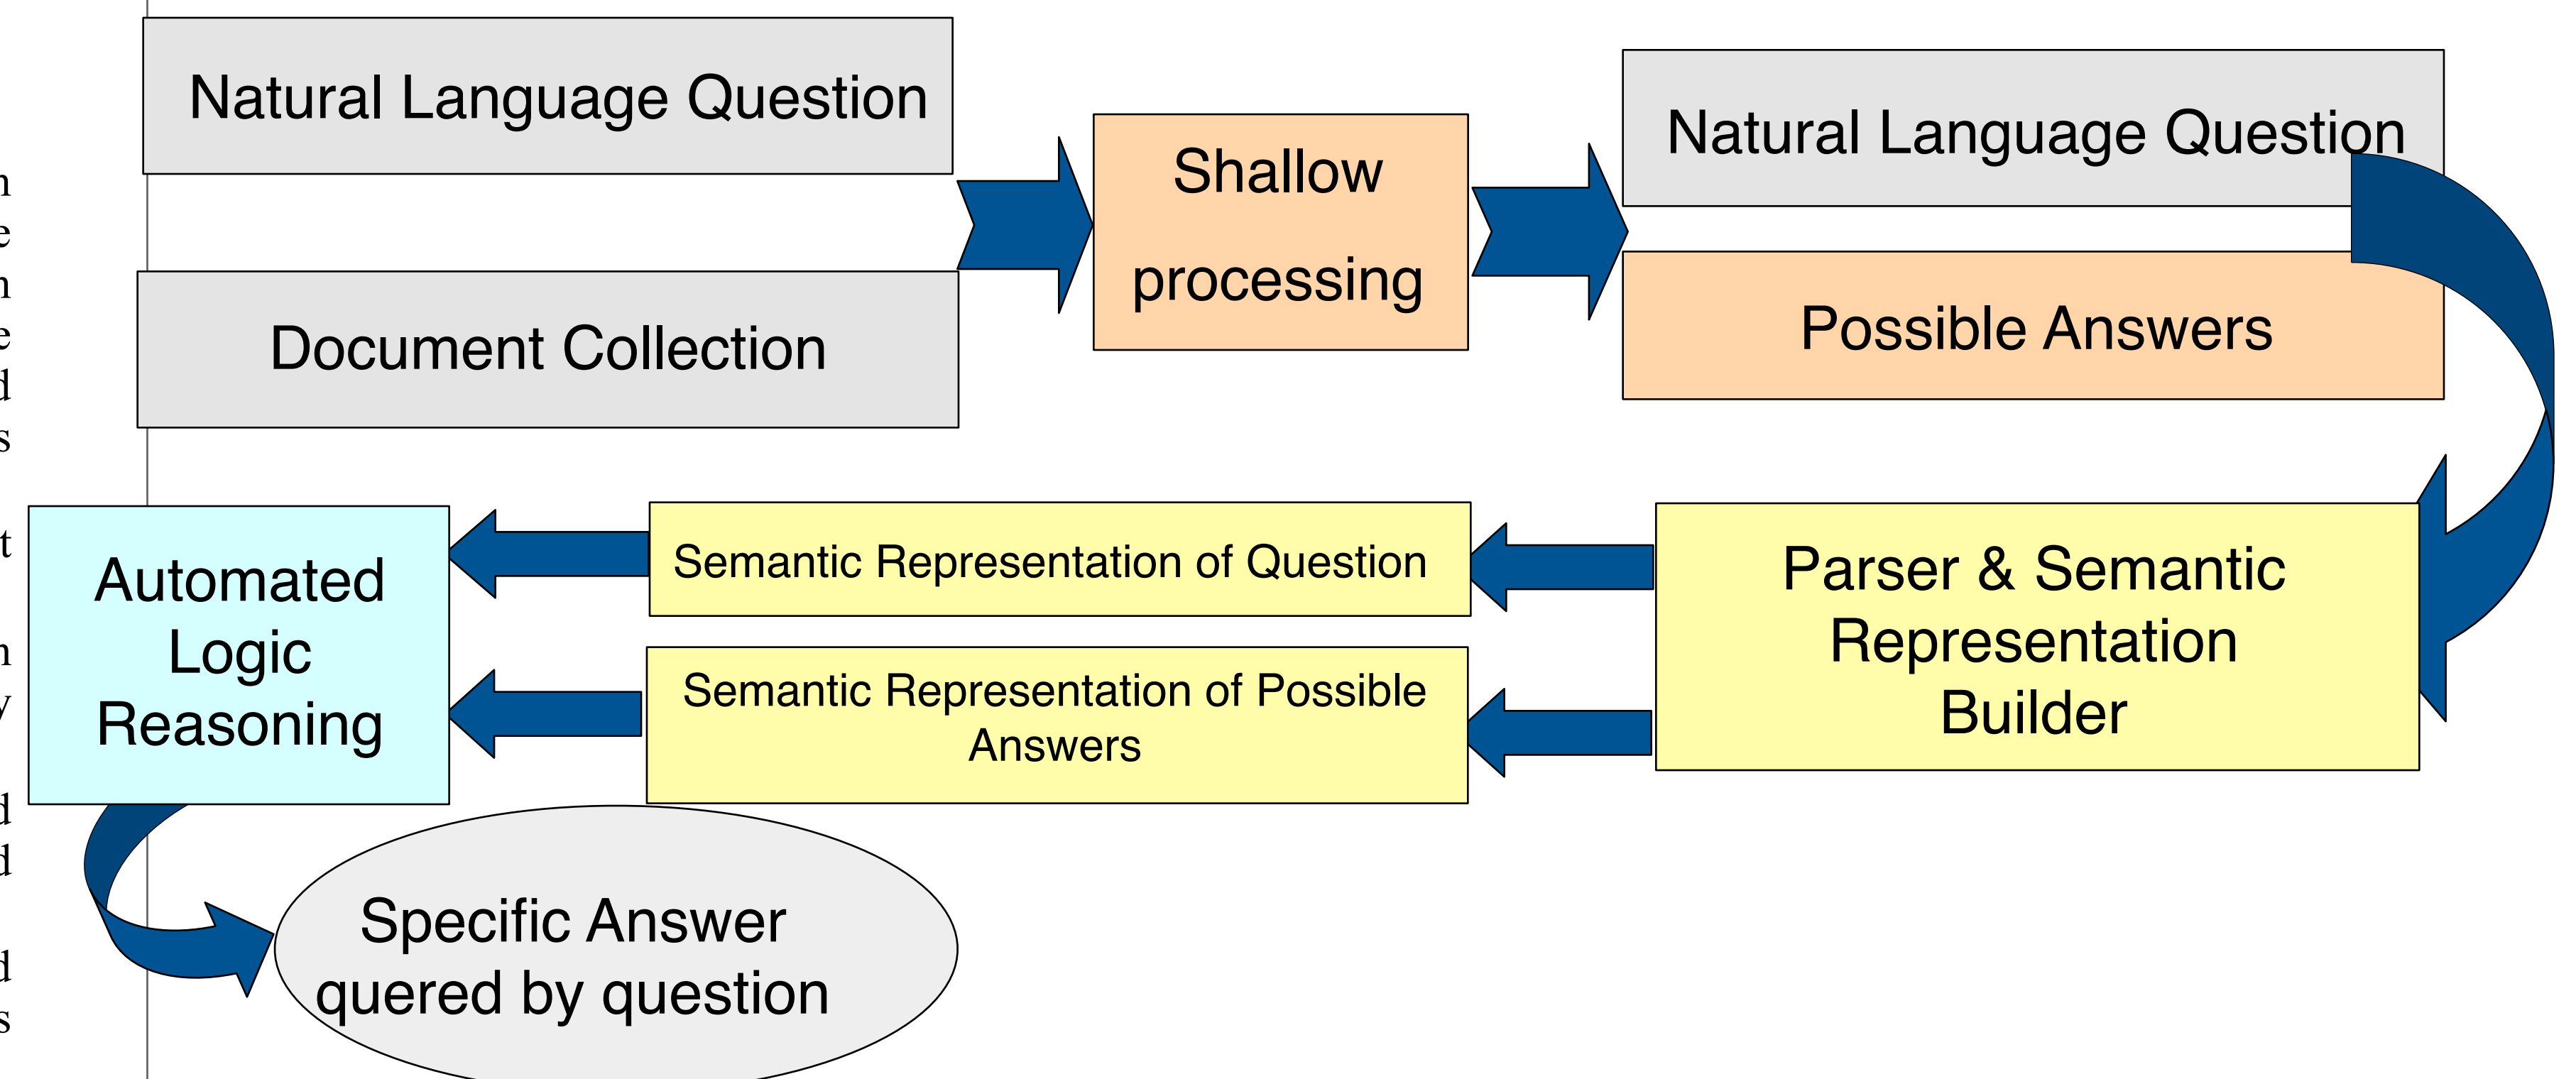 Natural Language Question
Document Collection
Shallow
processing
Natural Language Question
Possible Answers
Parser & Semantic
Representation
Builder
Semantic Representation of Question
Semantic Representation of Possible
Answers
Automated
Logic
Reasoning
Specific Answer
quered by question